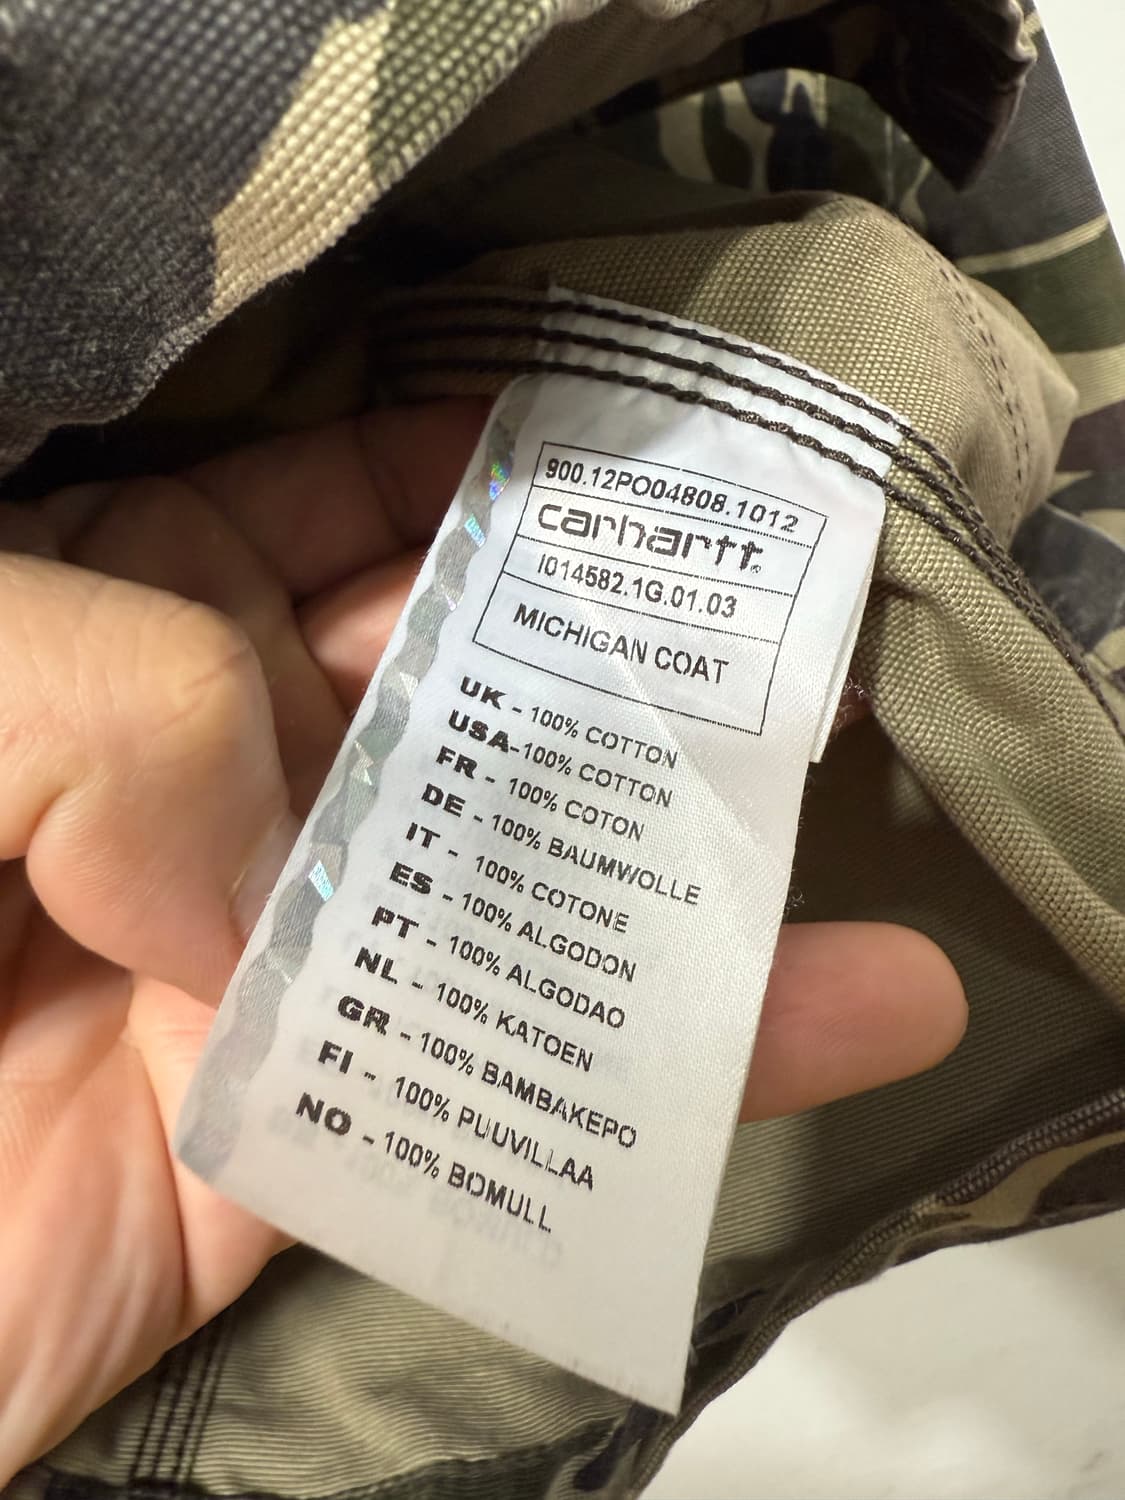 900.12PO04808.1012
carhartt®
I014582.1G.01.03
MICHIGAN COAT
UK - 100% COTTON
USA-100% COTTON
FR - 100% COTON
DE - 100% BAUMWOLLE
IT - 100% COTONE
ES - 100% ALGODON
PT - 100% ALGODAO
NL - 100% KATOEN
GR - 100% BAMBAKEPO
FI - 100% PUUVILLAA
NO - 100% BOMULL